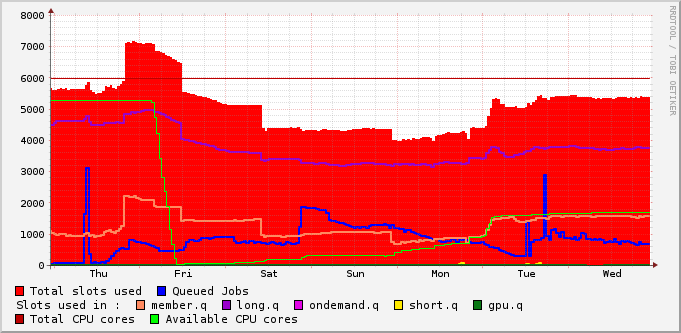 RRDTOOL / TOBI OETIKER
8000
7000
6000
5000
4000
3000
2000
1000
0
Thu Fri Sat Sun Mon Tue Wed
Total slots used Queued Jobs
Slots used in : member.q long.q ondemand.q short.q gpu.q
Total CPU cores Available CPU cores